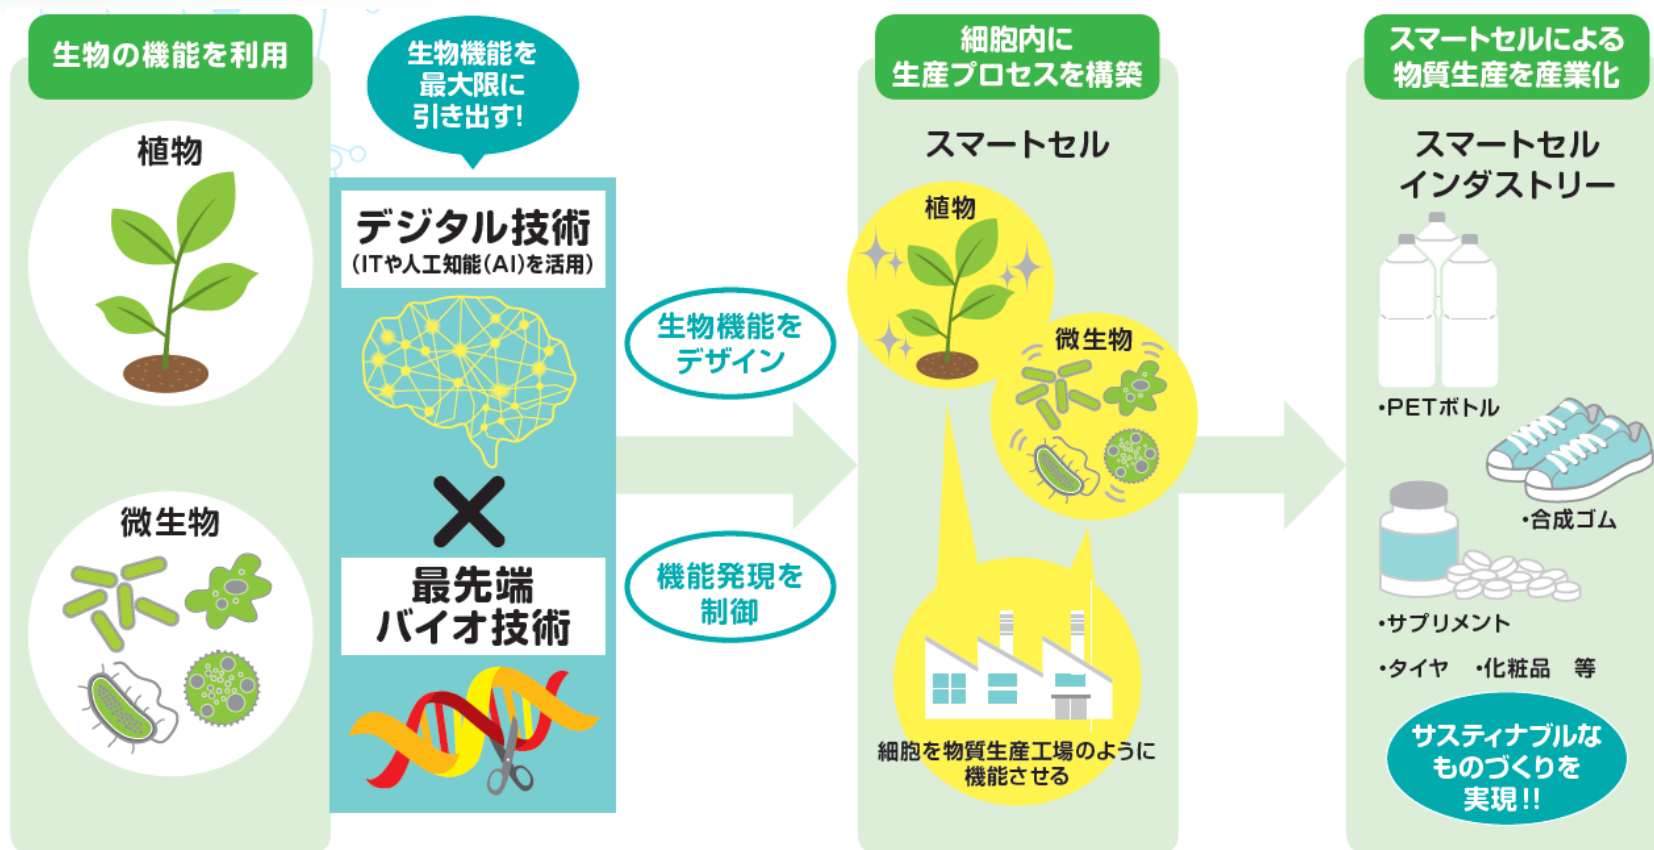 生物の機能を利用
植物
微生物
生物機能を
最大限に
引き出す!
デジタル技術
(ITや人工知能(AI)を活用)
最先端
バイオ技術
生物機能を
デザイン
機能発現を
制御
細胞内に
生産プロセスを構築
スマートセル
植物
微生物
細胞を物質生産工場のように
機能させる
スマートセルによる
物質生産を産業化
スマートセル
インダストリー
・PETボトル
・合成ゴム
・サプリメント
・タイヤ ・化粧品 等
サスティナブルな
ものづくりを
実現!!